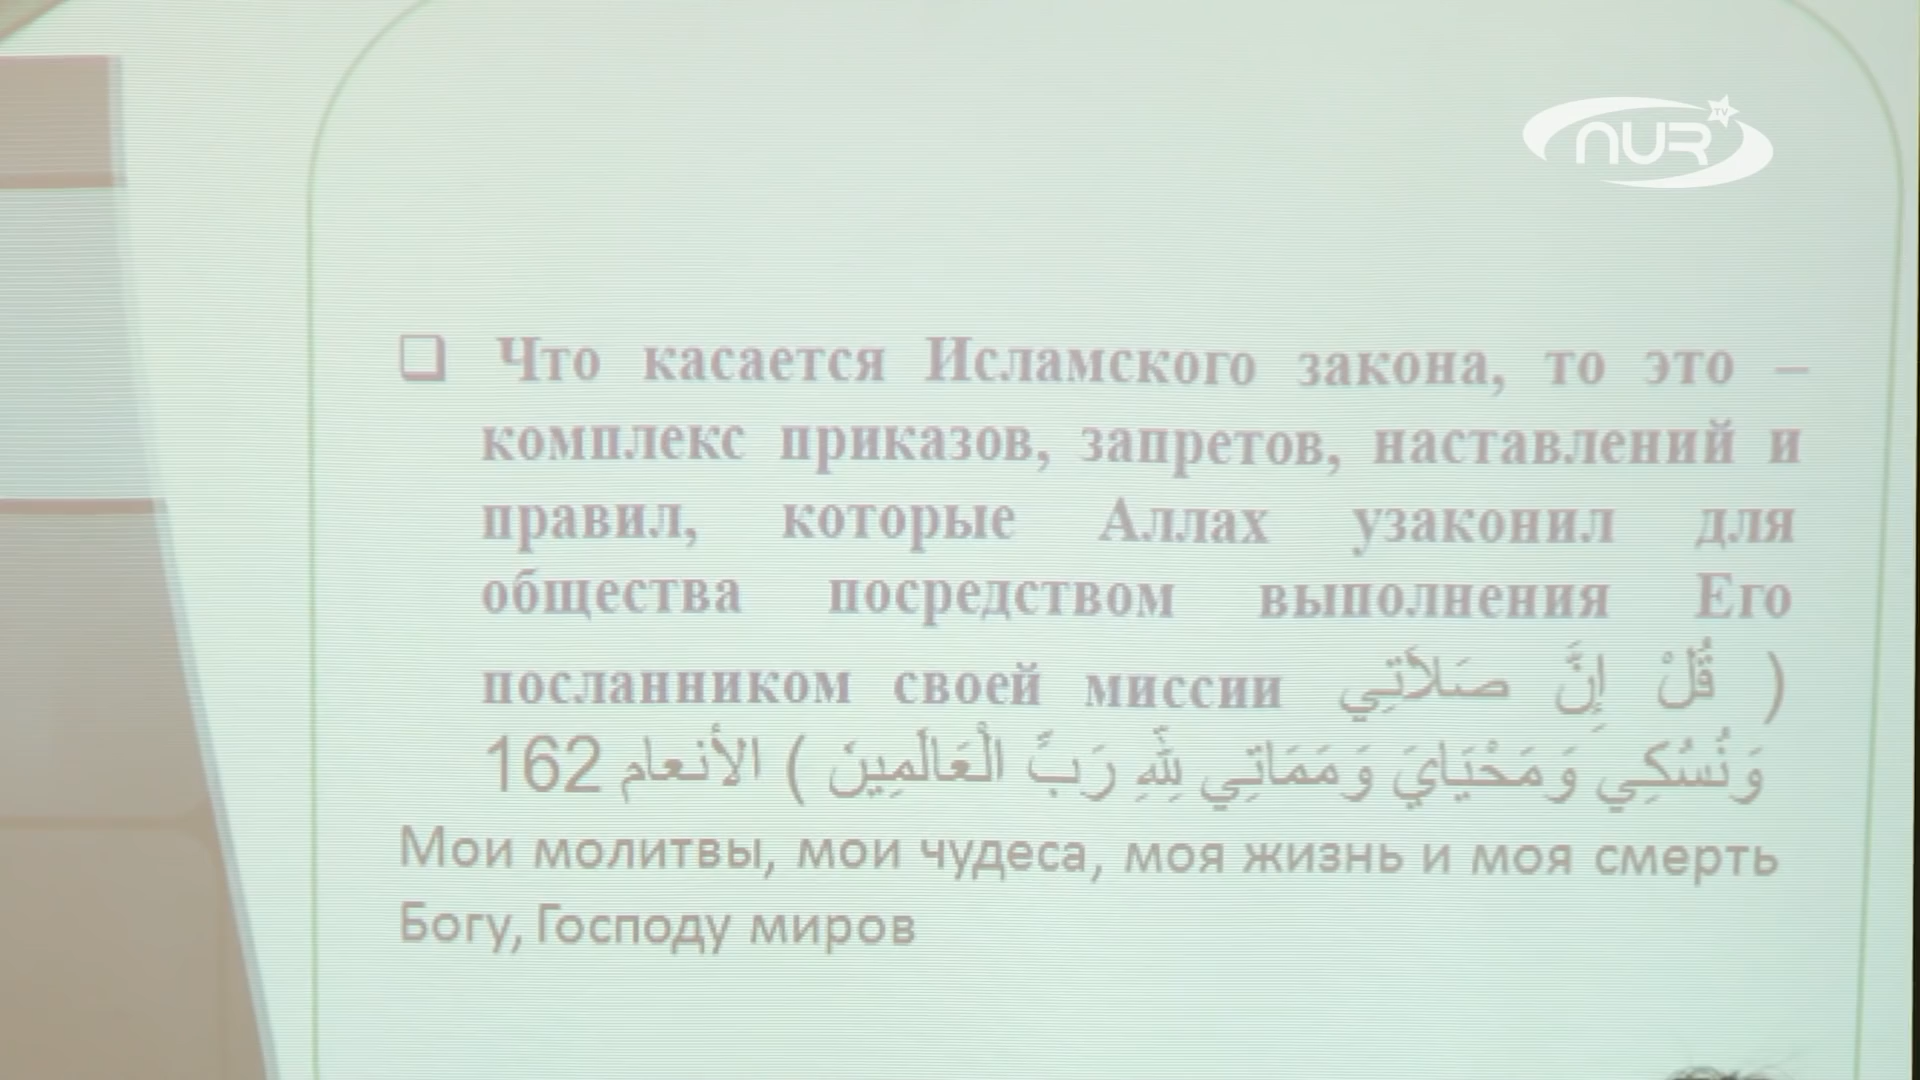 NUR TV
❑ Что касается Исламского закона, то это –
комплекс приказов, запретов, наставлений и
правил, которые Аллах узаконил для
общества посредством выполнения Его
посланником своей миссии ( قُلْ إِنَّ صَلاَتِي
وَنُسُكِي وَمَحْيَايَ وَمَمَاتِي لِلّهِ رَبِّ الْعَالَمِينَ ) الأنعام 162
Мои молитвы, мои чудеса, моя жизнь и моя смерть
Богу, Господу миров